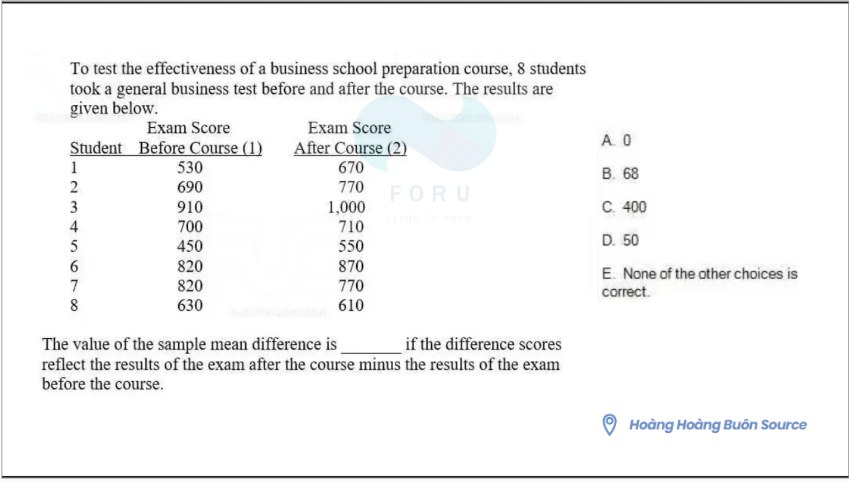 To test the effectiveness of a business school preparation course, 8 students
took a general business test before and after the course. The results are
given below.
Exam Score Exam Score
Student Before Course (1) After Course (2)
1 530 670
2 690 770
3 910 1,000
4 700 710
5 450 550
6 820 870
7 820 770
8 630 610
FORU
The value of the sample mean difference is _______ if the difference scores
reflect the results of the exam after the course minus the results of the exam
before the course.
A. 0
B. 68
C. 400
D. 50
E. None of the other choices is
correct.
Hoàng Hoàng Buôn Source